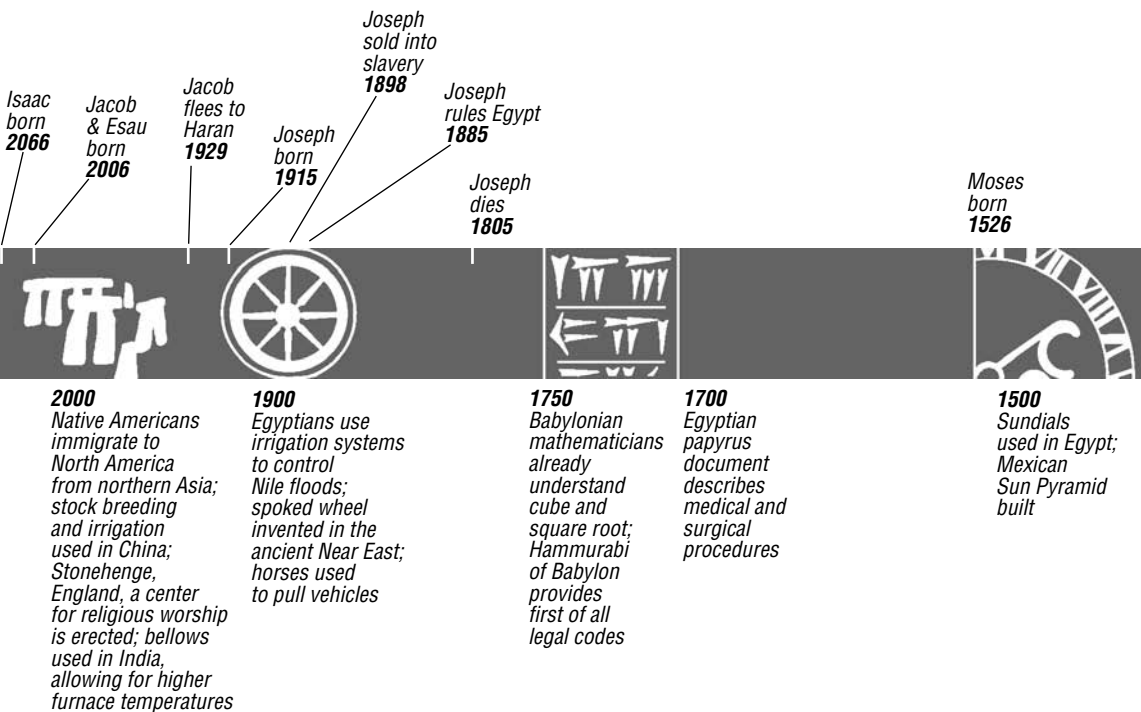 Isaac
born
2066
Jacob
& Esau
born
2006
Jacob
flees to
Haran
1929
Joseph
born
1915
Joseph
sold into
slavery
1898
Joseph
rules Egypt
1885
Joseph
dies
1805
Moses
born
1526
VI VII VIII
2000
Native Americans
immigrate to
North America
from northern Asia;
stock breeding
and irrigation
used in China;
Stonehenge,
England, a center
for religious worship
is erected; bellows
used in India,
allowing for higher
furnace temperatures
1900
Egyptians use
irrigation systems
to control
Nile floods;
spoked wheel
invented in the
ancient Near East;
horses used
to pull vehicles
1750
Babylonian
mathematicians
already
understand
cube and
square root;
Hammurabi
of Babylon
provides
first of all
legal codes
1700
Egyptian
papyrus
document
describes
medical and
surgical
procedures
1500
Sundials
used in Egypt;
Mexican
Sun Pyramid
built